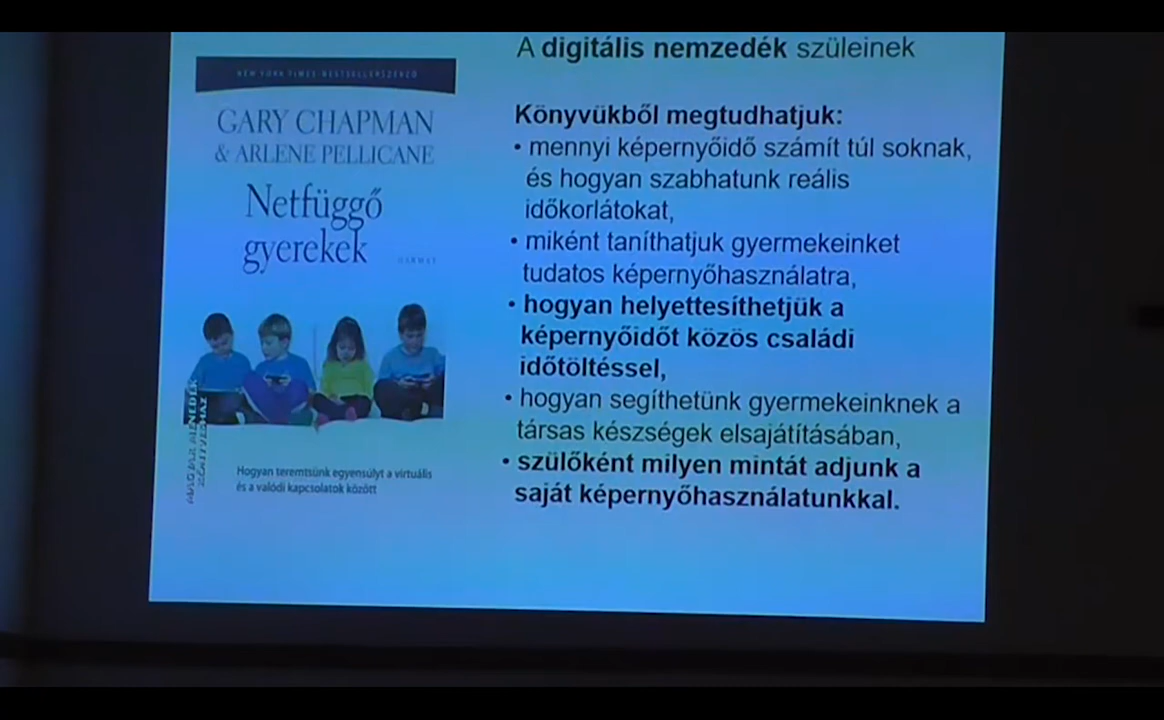 A digitális nemzedék szüleinek
NEW YORK TIMES BESTSELLERSZERZŐ
GARY CHAPMAN
& ARLENE PELLICANE
Netfüggő
gyerekek
HARMAT
Hogyan teremtsünk egyensúlyt a virtuális
és a valódi kapcsolatok között
Könyvükből megtudhatjuk:
• mennyi képernyőidő számít túl soknak,
és hogyan szabhatunk reális
időkorlátokat,
• miként taníthatjuk gyermekeinket
tudatos képernyőhasználatra,
• hogyan helyettesíthetjük a
képernyőidőt közös családi
időtöltéssel,
• hogyan segíthetünk gyermekeinknek a
társas készségek elsajátításában,
• szülőként milyen mintát adjunk a
saját képernyőhasználatunkkal.